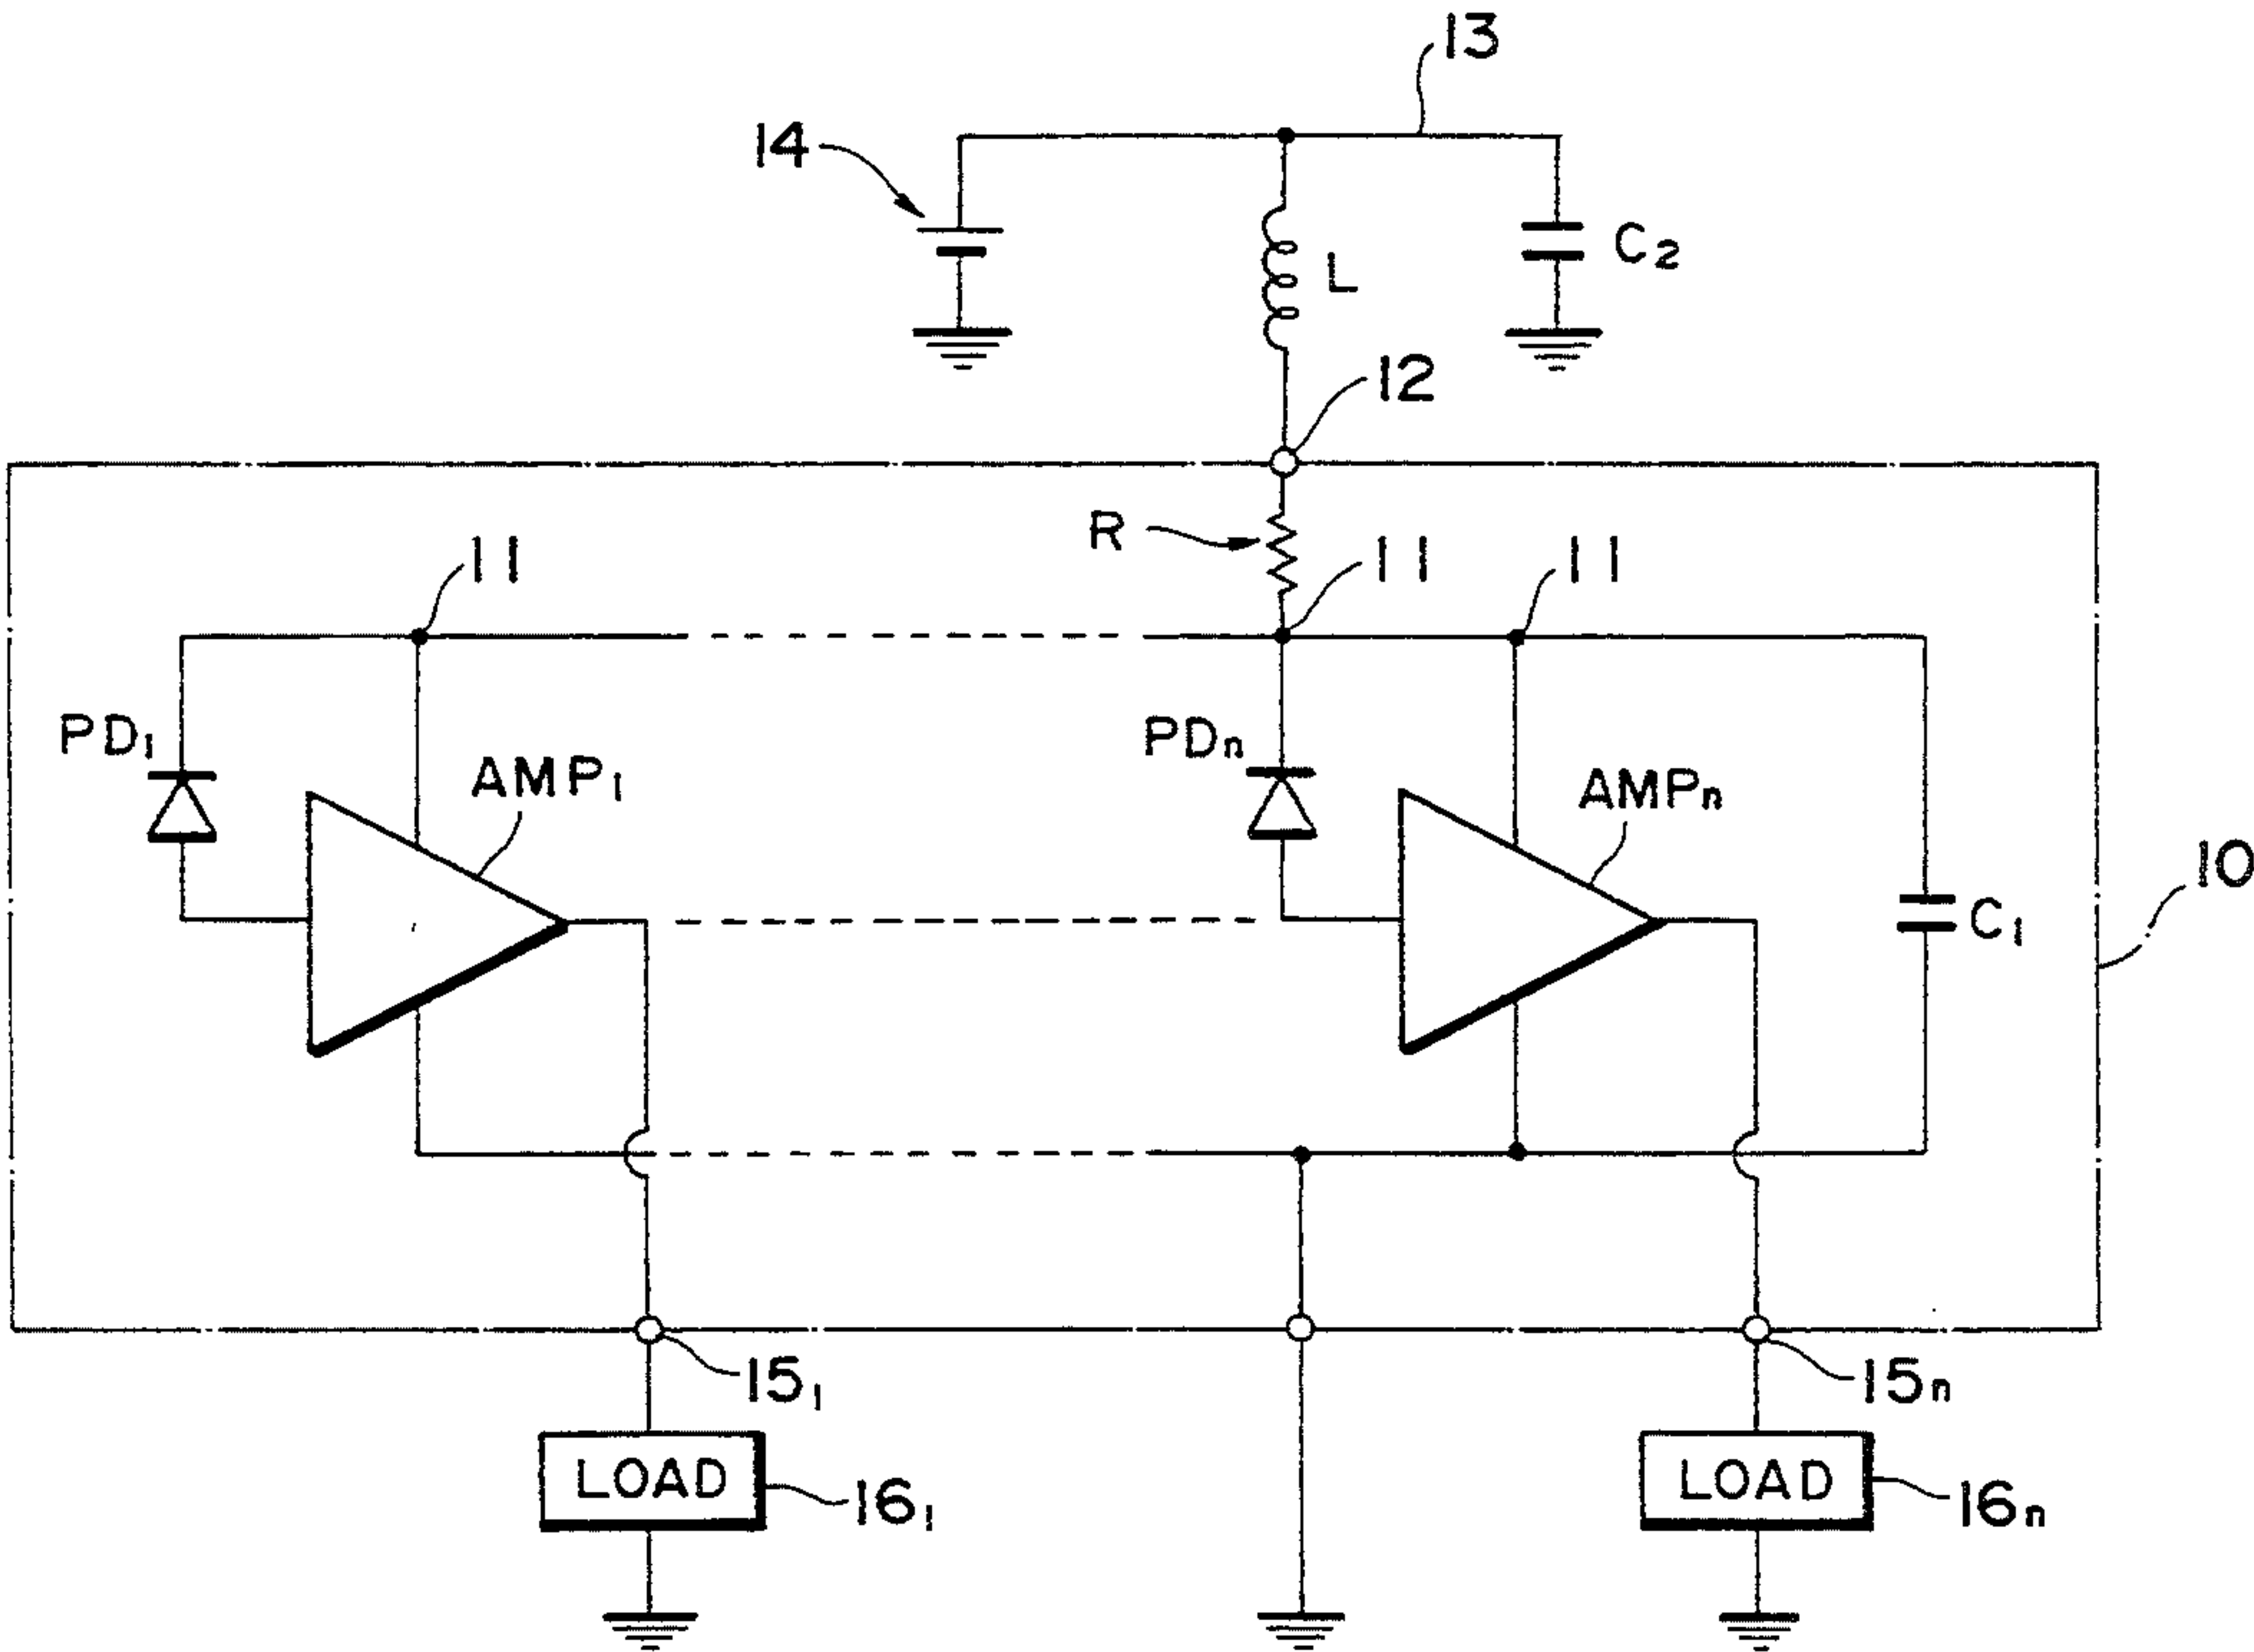 13
14
C₂
L
12
R
11
11
11
PD₁
AMP₁
PDₙ
AMPₙ
10
C₁
15₁
15ₙ
LOAD
16₁
LOAD
16ₙ